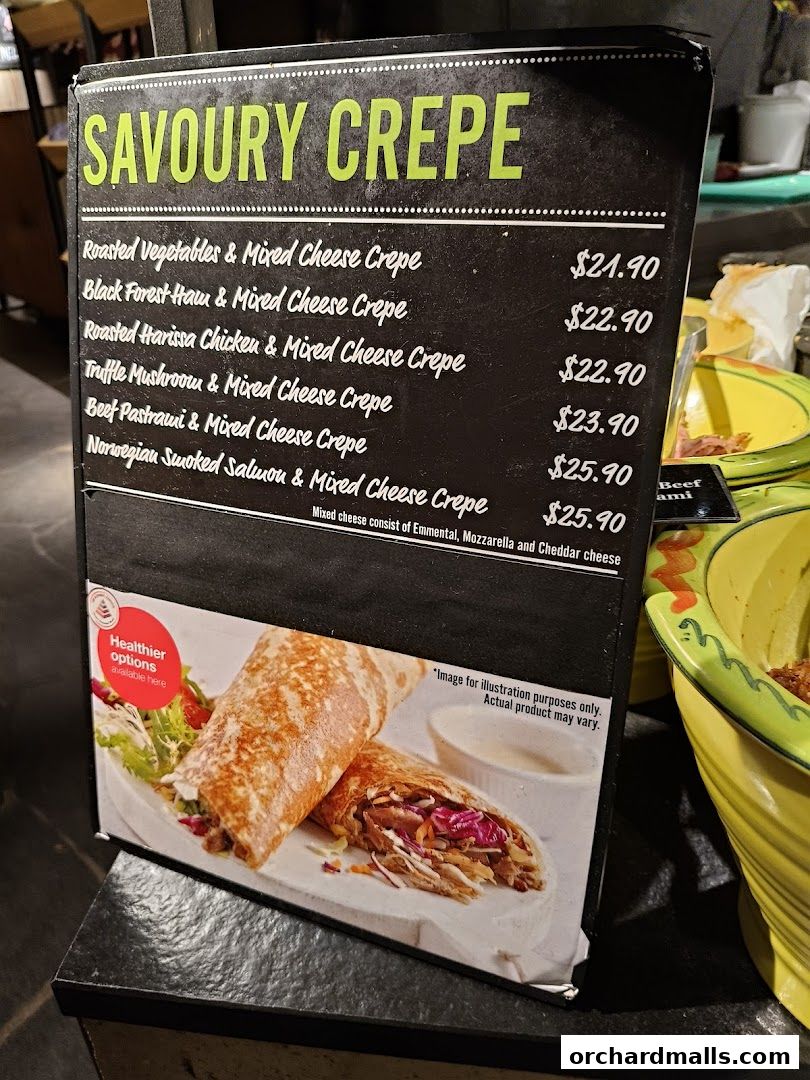 SAVOURY CREPE
Roasted Vegetables & Mixed Cheese Crepe $21.90
Black Forest Ham & Mixed Cheese Crepe $22.90
Roasted Harissa Chicken & Mixed Cheese Crepe $22.90
Truffle Mushroom & Mixed Cheese Crepe $23.90
Beef Pastrami & Mixed Cheese Crepe $25.90
Norwegian Smoked Salmon & Mixed Cheese Crepe $25.90
Mixed cheese consist of Emmental, Mozzarella and Cheddar cheese
Healthier
options
available here
*Image for illustration purposes only.
Actual product may vary.
Beef
ami
orchardmalls.com